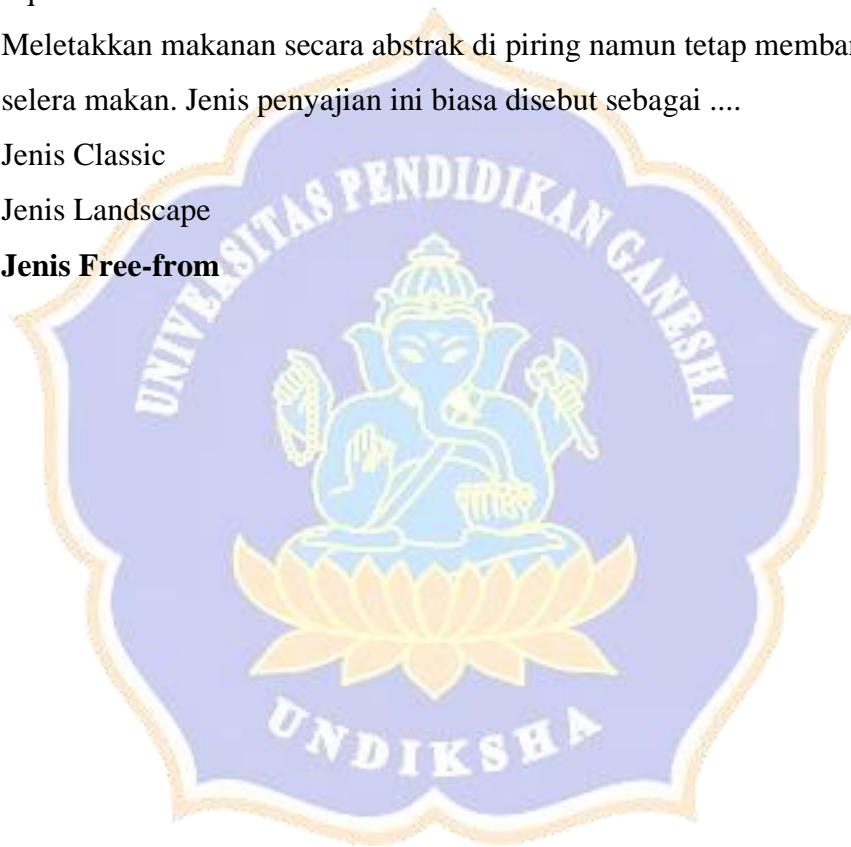 Meletakkan makanan secara abstrak di piring namun tetap
selera makan. Jenis penyajian ini biasa disebut sebagai ....
Jenis Classic
Jenis Landscape
Jenis Free-from
UNIVERSITAS PENDIDIKAN GANESHA
UNDIKSHA